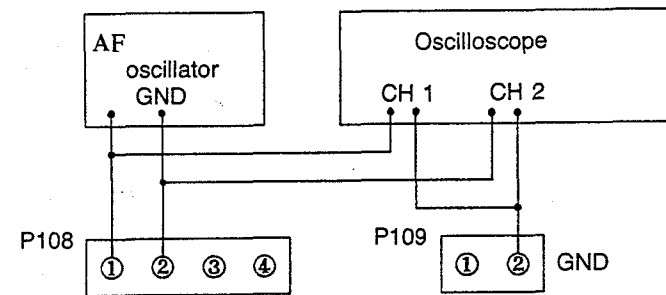 AF
oscillator
GND
Oscilloscope
CH 1
CH 2
P108
① ② ③ ④
P109
① ②
GND